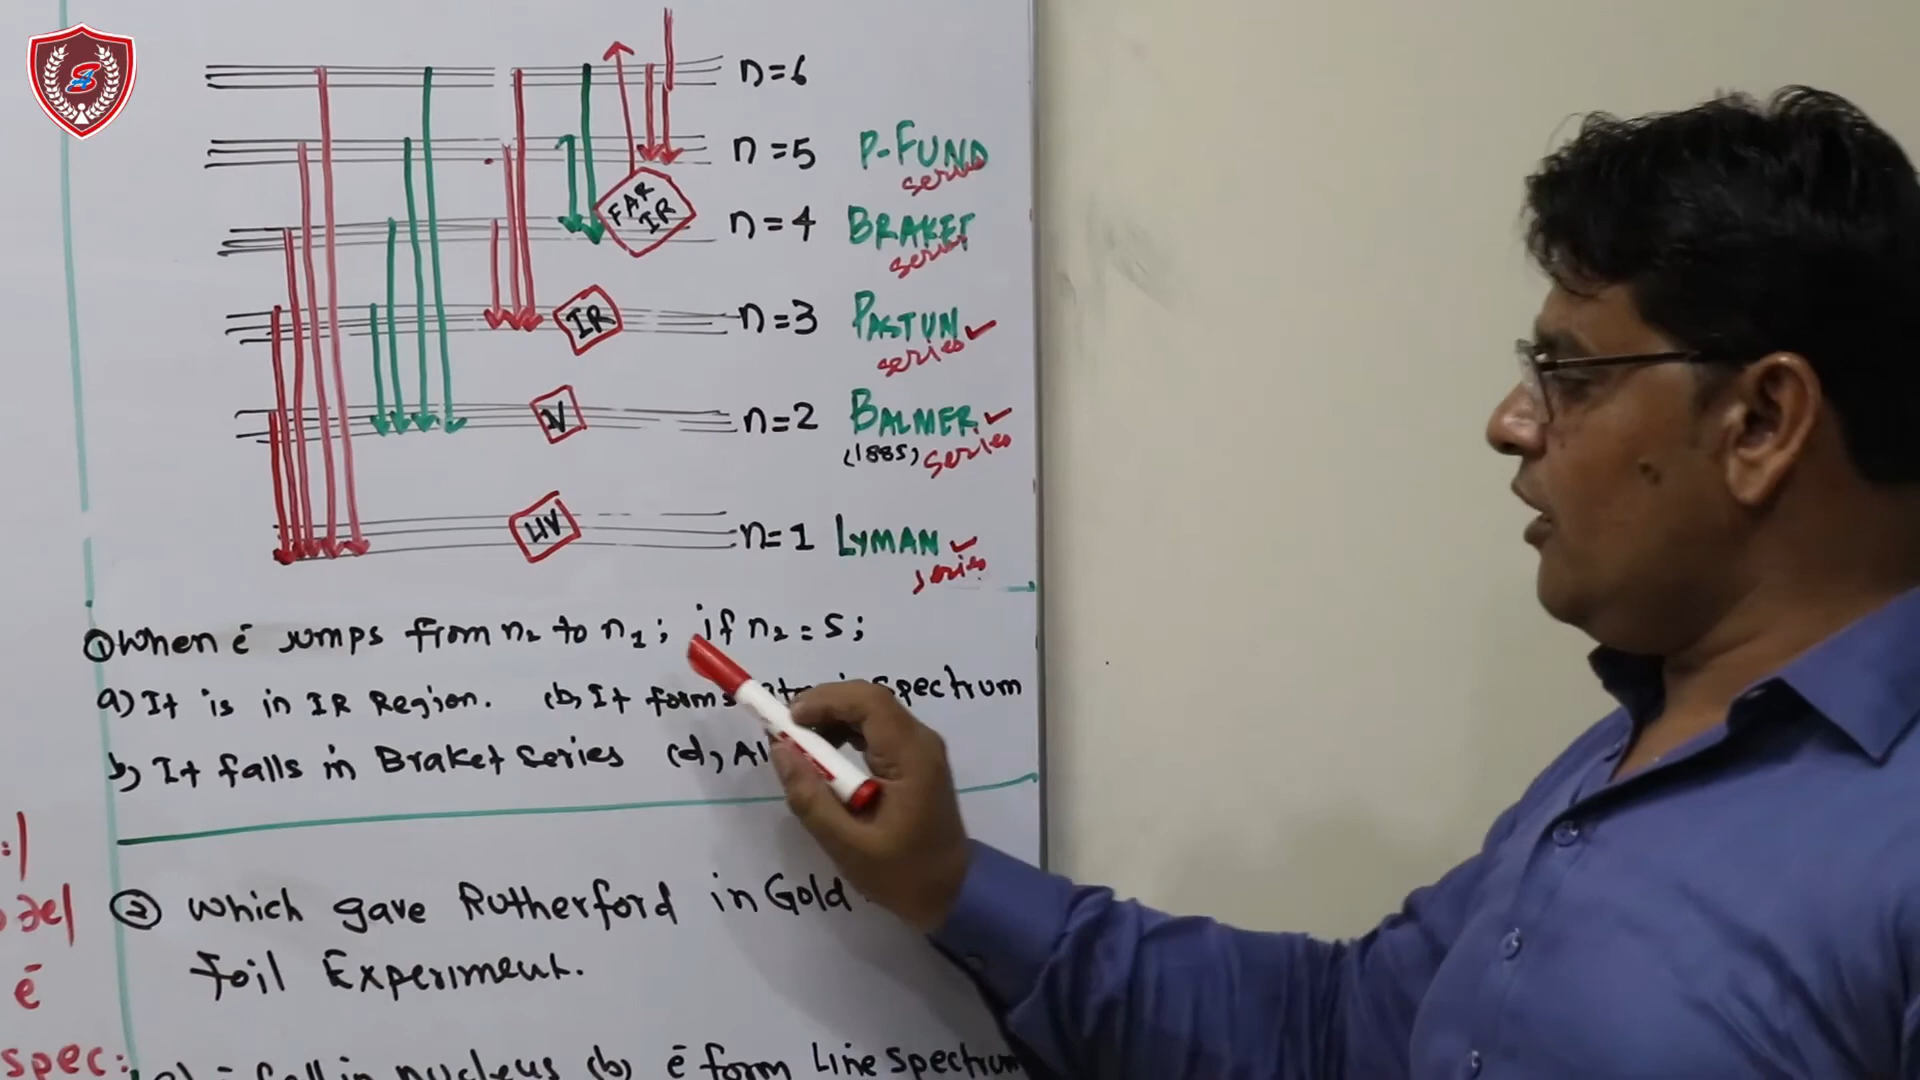 n=6
n=5 P-FUND
series
FAR
IR
n=4 BRAKET
series
IR
n=3 PASTUN
series
V
n=2 BALMER
(1885) series
UV
n=1 LYMAN
series
① When ē jumps from n₂ to n₁; if n₂ = 5;
a) It is in IR Region. (b) It forms spectrum
b) It falls in Braket series (d) Al
② which gave Rutherford in Gold
foil Experiment.
fall in nucleus (b) ē form Line spectrum
ē
spec: